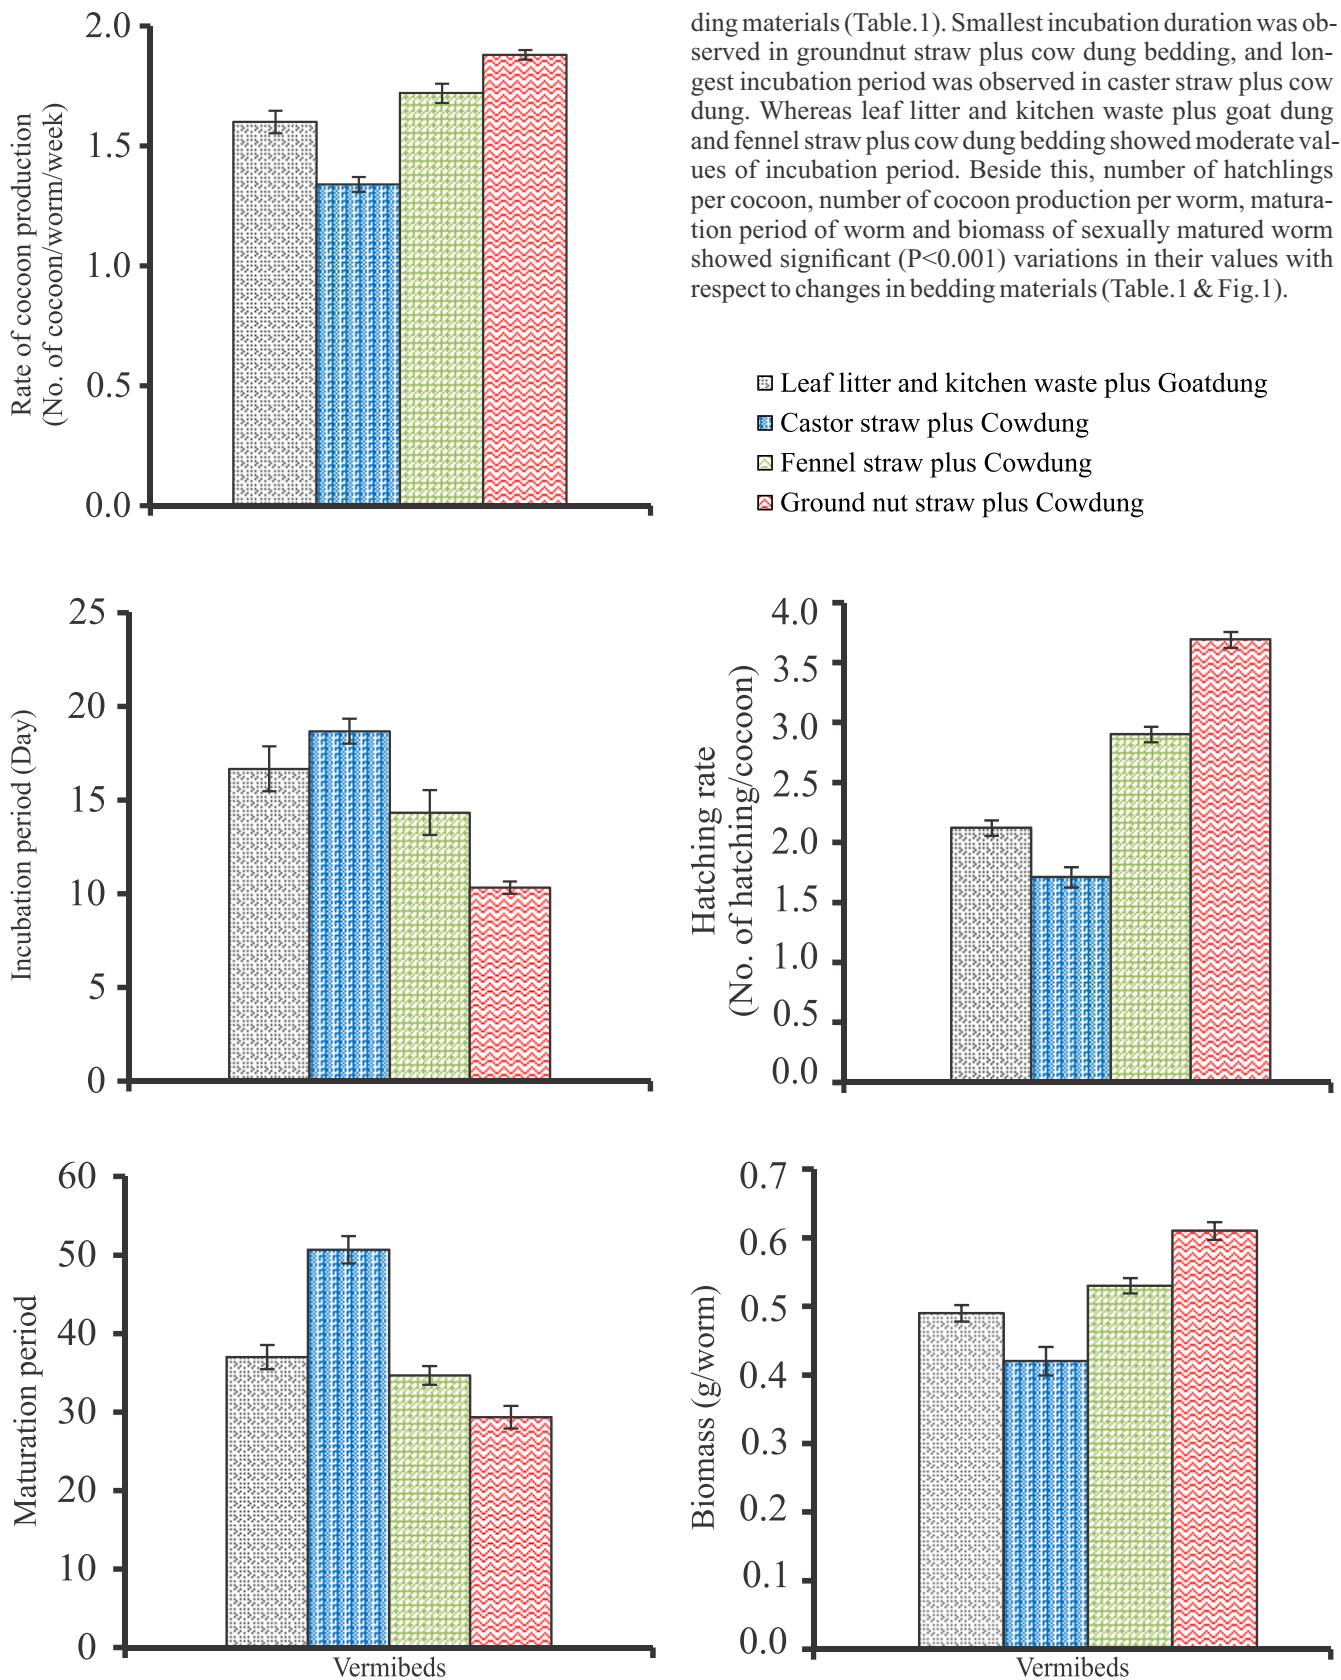 ding materials (Table.1). Smallest incubation duration was ob-
served in groundnut straw plus cow dung bedding, and lon-
gest incubation period was observed in caster straw plus cow
dung. Whereas leaf litter and kitchen waste plus goat dung
and fennel straw plus cow dung bedding showed moderate val-
ues of incubation period. Beside this, number of hatchlings
per cocoon, number of cocoon production per worm, matura-
tion period of worm and biomass of sexually matured worm
showed significant (P<0.001) variations in their values with
respect to changes in bedding materials (Table.1 & Fig.1).
Rate of cocoon production
(No. of cocoon/worm/week)
2.0
1.5
1.0
0.5
0.0
Leaf litter and kitchen waste plus Goatdung
Castor straw plus Cowdung
Fennel straw plus Cowdung
Ground nut straw plus Cowdung
Incubation period (Day)
25
20
15
10
5
0
Hatching rate
(No. of hatching/cocoon)
4.0
3.5
3.0
2.5
2.0
1.5
1.0
0.5
0.0
Maturation period
60
50
40
30
20
10
0
Vermibeds
Biomass (g/worm)
0.7
0.6
0.5
0.4
0.3
0.2
0.1
0.0
Vermibeds